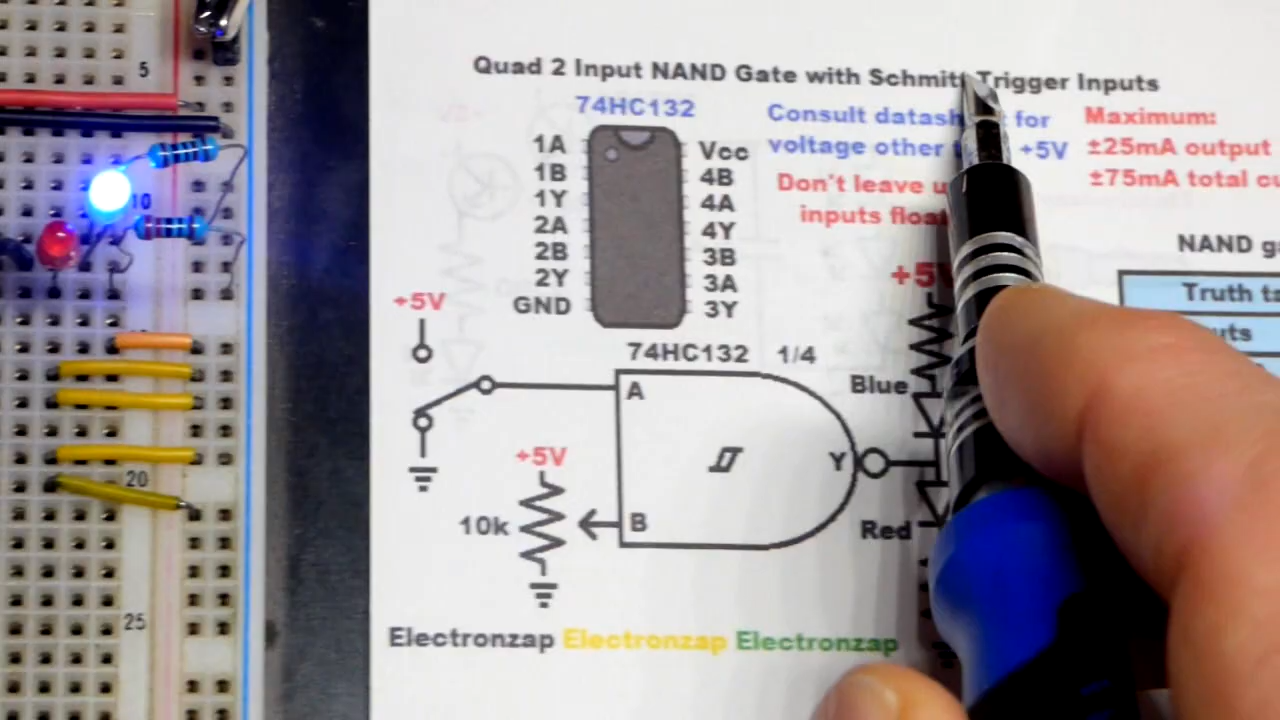 Quad 2 Input NAND Gate with Schmitt Trigger Inputs
74HC132
1A
1B
1Y
2A
2B
2Y
GND
Vcc
4B
4A
4Y
3B
3A
3Y
Consult for
voltage other +5V
Don't leave
inputs
Maximum:
±25mA output
±75mA total
NAND
Truth
+5V
+5V
74HC132 1/4
A
B
Y
Blue
Red
+5V
10k
Electronzap Electronzap Electronzap
5
10
20
25